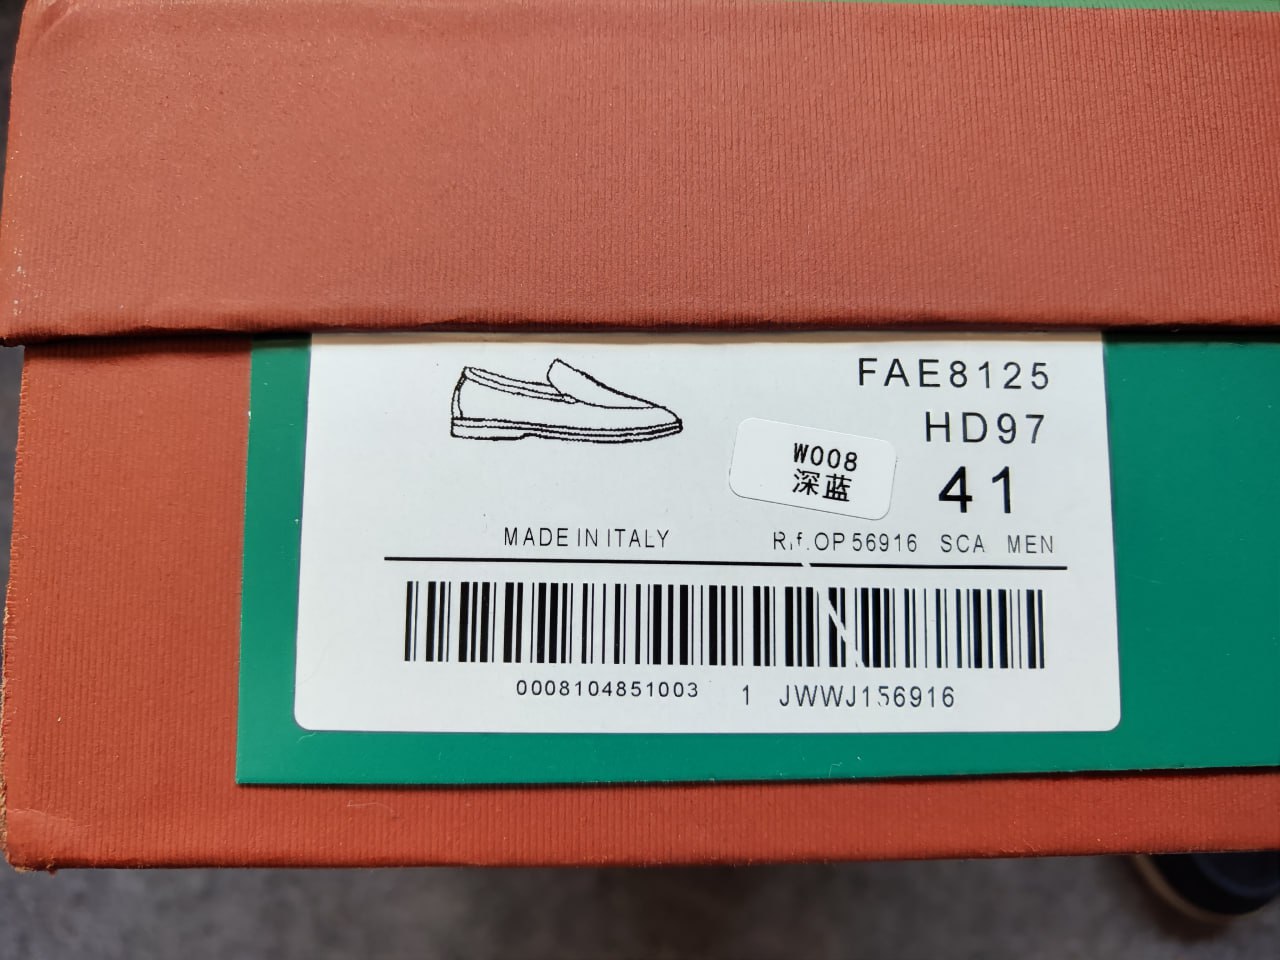 FAE8125
HD97
W008
深蓝
41
MADE IN ITALY
Rif.OP 56916 SCA MEN
0008104851003 1 JWWJ156916